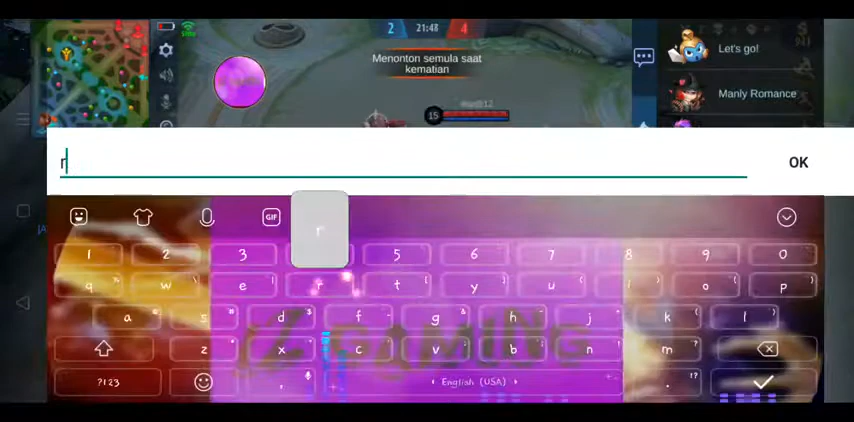 2 21:48 4
Menonton semula saat
kematian
Let's go!
Manly Romance
15
r
OK
GIF
r
1 2 3 5 6 7 8 9 0
q w e r t y u i o p
a s d f g h j k l
GAMING
z x c v b n m
?123 , English (USA) . !?